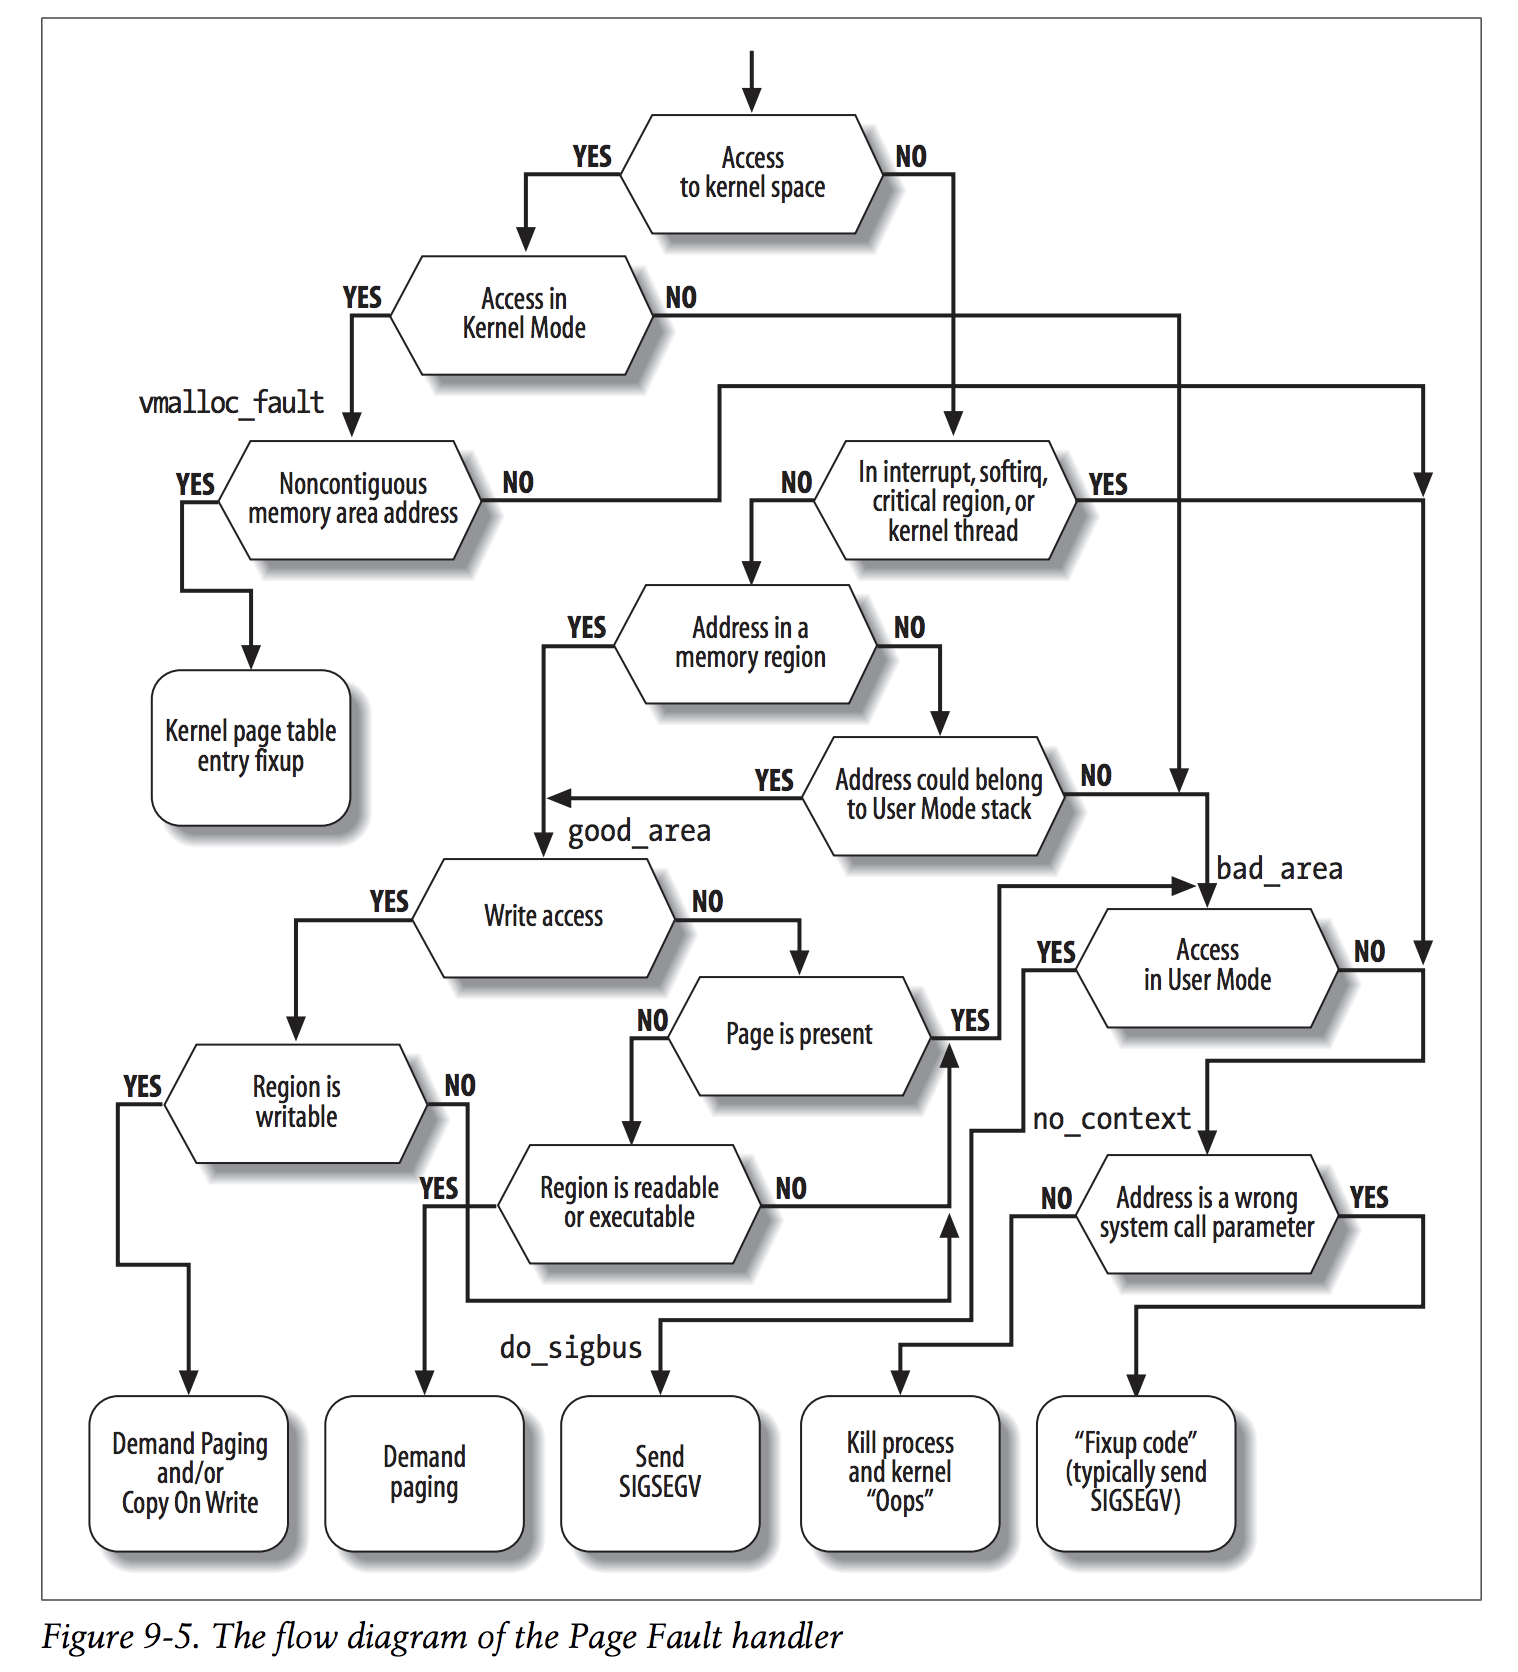 Access
to kernel space
YES
NO
Access in
Kernel Mode
YES
NO
vmalloc_fault
Noncontiguous
memory area address
YES
NO
In interrupt, softirq,
critical region, or
kernel thread
NO
YES
Address in a
memory region
YES
NO
Kernel page table
entry fixup
Address could belong
to User Mode stack
YES
NO
good_area
bad_area
Write access
YES
NO
Access
in User Mode
YES
NO
Page is present
NO
YES
Region is
writable
YES
NO
no_context
Region is readable
or executable
YES
NO
Address is a wrong
system call parameter
NO
YES
do_sigbus
Demand Paging
and/or
Copy On Write
Demand
paging
Send
SIGSEGV
Kill process
and kernel
“Oops”
“Fixup code”
(typically send
SIGSEGV)
Figure 9-5. The flow diagram of the Page Fault handler